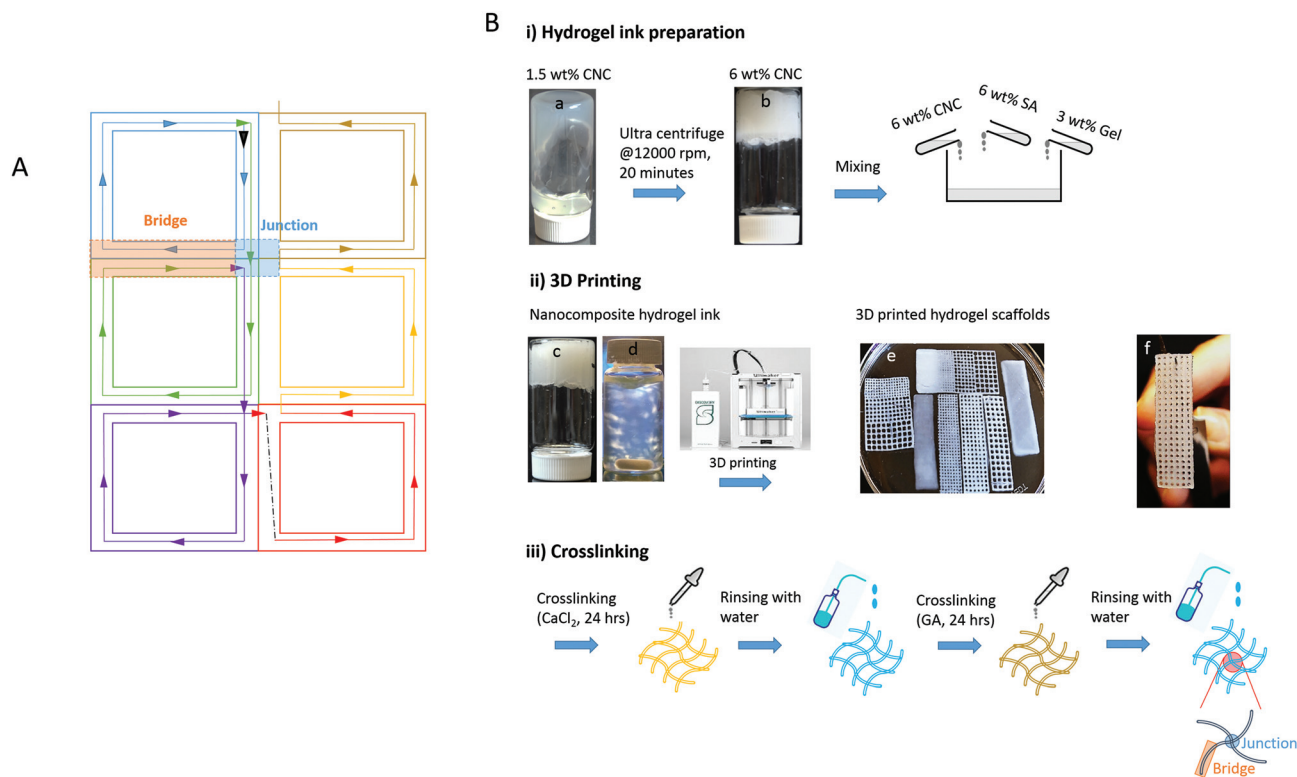 A
Bridge
Junction
B
i) Hydrogel ink preparation
1.5 wt% CNC
a
Ultra centrifuge
@12000 rpm,
20 minutes
6 wt% CNC
b
Mixing
6 wt% CNC
6 wt% SA
3 wt% Gel
ii) 3D Printing
Nanocomposite hydrogel ink
c
d
Ultimaker
3D printing
3D printed hydrogel scaffolds
e
f
iii) Crosslinking
Crosslinking
(CaCl₂, 24 hrs)
Rinsing with
water
Crosslinking
(GA, 24 hrs)
Rinsing with
water
Junction
Bridge